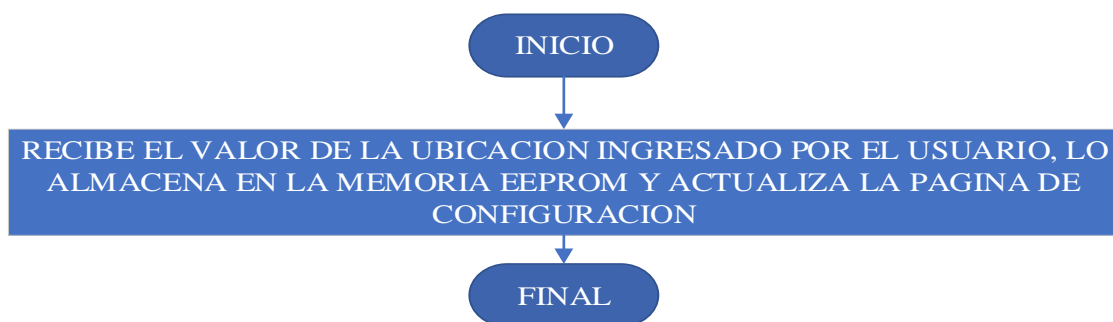 INICIO
RECIBE EL VALOR DE LA UBICACION INGRESADO POR EL USUARIO, LO
ALMACENA EN LA MEMORIA EEPROM Y ACTUALIZA LA PAGINA DE
CONFIGURACION
FINAL